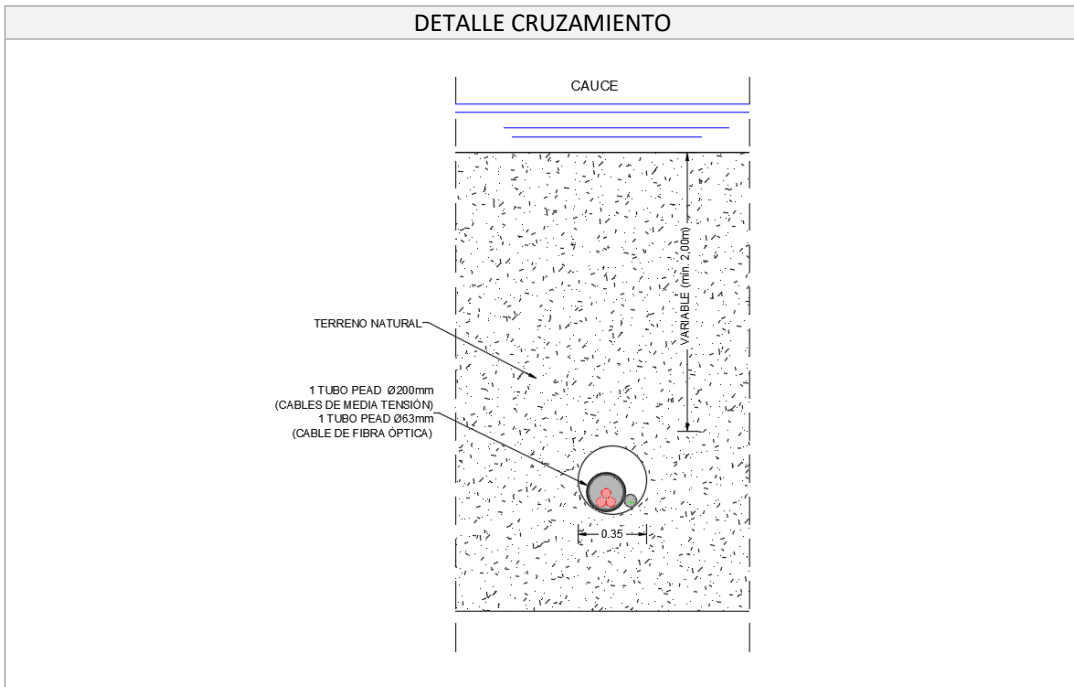 DETALLE CRUZAMIENTO
CAUCE
VARIABLE (min. 2,00m)
TERRENO NATURAL
1 TUBO PEAD Ø200mm
(CABLES DE MEDIA TENSIÓN)
1 TUBO PEAD Ø63mm
(CABLE DE FIBRA ÓPTICA)
0.35